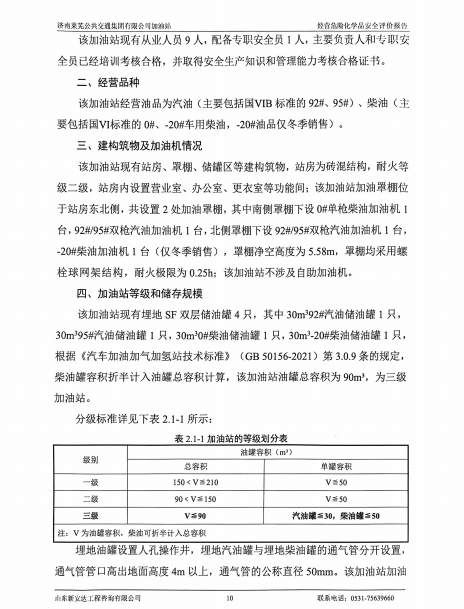 济南莱芜公共交通集团有限公司加油站 经营危险化学品安全评价报告
该加油站现有从业人员 9 人，配备专职安全员 1 人，主要负责人和专职安
全员已经培训考核合格，并取得安全生产知识和管理能力考核合格证书。
二、经营品种
该加油站经营油品为汽油（主要包括国VIB 标准的 92#、95#）、柴油（主
要包括国VI标准的 0#、-20#车用柴油，-20#油品仅冬季销售）。
三、建构筑物及加油机情况
该加油站现有站房、罩棚、储罐区等建构筑物，站房为砖混结构，耐火等
级二级，站房内设置营业室、办公室、更衣室等功能间；该加油站加油罩棚位
于站房东北侧，共设置 2 处加油罩棚，其中南侧罩棚下设 0#单枪柴油加油机 1
台，92#/95#双枪汽油加油机 1 台，北侧罩棚下设 92#/95#双枪汽油加油机 1 台，
-20#柴油加油机 1 台（仅冬季销售），罩棚净空高度为 5.58m，罩棚均采用螺
栓球网架结构，耐火极限为 0.25h；该加油站不涉及自助加油机。
四、加油站等级和储存规模
该加油站现有埋地 SF 双层储油罐 4 只，其中 30m³92#汽油储油罐 1 只，
30m³95#汽油储油罐 1 只，30m³0#柴油储油罐 1 只，30m³-20#柴油储油罐 1 只，
根据《汽车加油加气加氢站技术标准》（GB 50156-2021）第 3.0.9 条的规定，
柴油罐容积折半计入油罐总容积计算，该加油站油罐总容积为 90m³，为三级
加油站。
分级标准详见下表 2.1-1 所示：
表 2.1-1 加油站的等级划分表
级别 油罐容积（m³）
总容积 单罐容积
一级 150＜V≦210 V≦50
二级 90＜V≦150 V≦50
三级 V≦90 汽油罐≦30，柴油罐≦50
注：V 为油罐容积，柴油可折半计入总容积
埋地油罐设置人孔操作井，埋地汽油罐与埋地柴油罐的通气管分开设置，
通气管管口高出地面高度 4m 以上，通气管的公称直径 50mm。该加油站加油
山东新安达工程咨询有限公司 10 联系电话：0531-75639660